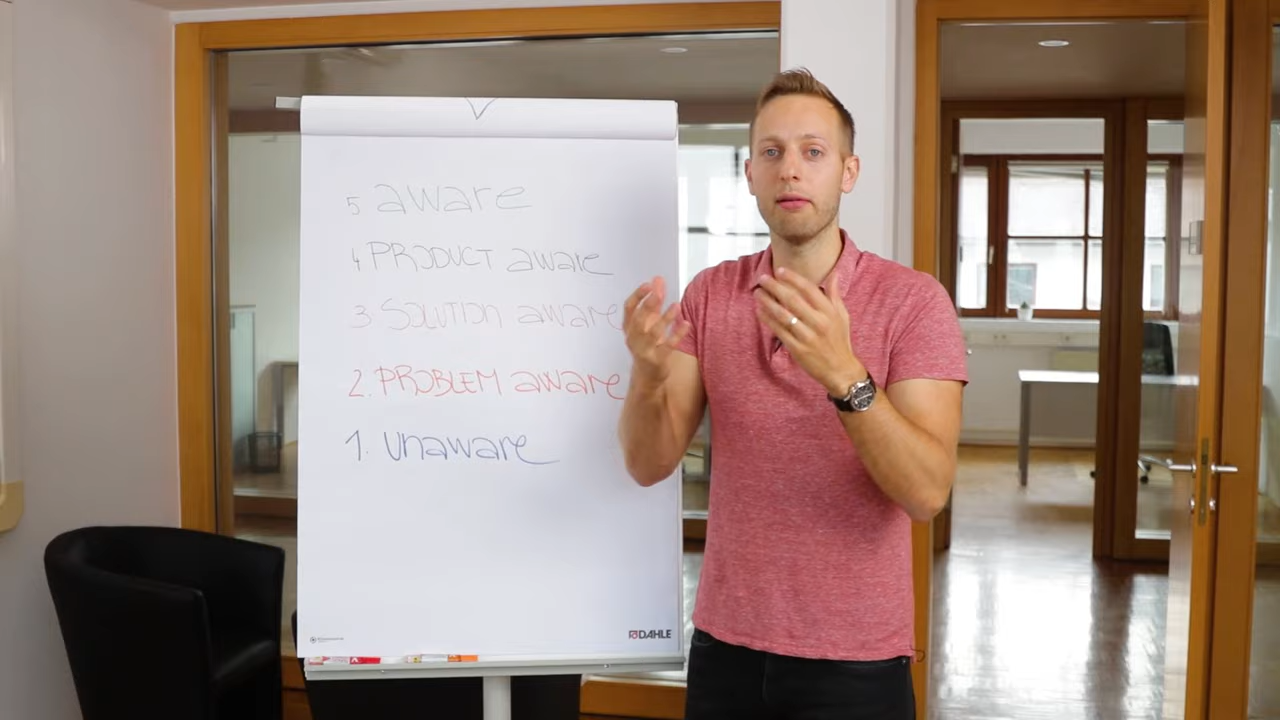 5 aware
4 PRODUCT aware
3. SOLUTION aware
2. PROBLEM aware
1. unaware
DAHLE